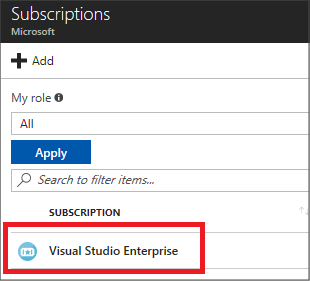 Subscriptions
Microsoft
Add
My role
All
Apply
Search to filter items...
SUBSCRIPTION
Visual Studio Enterprise